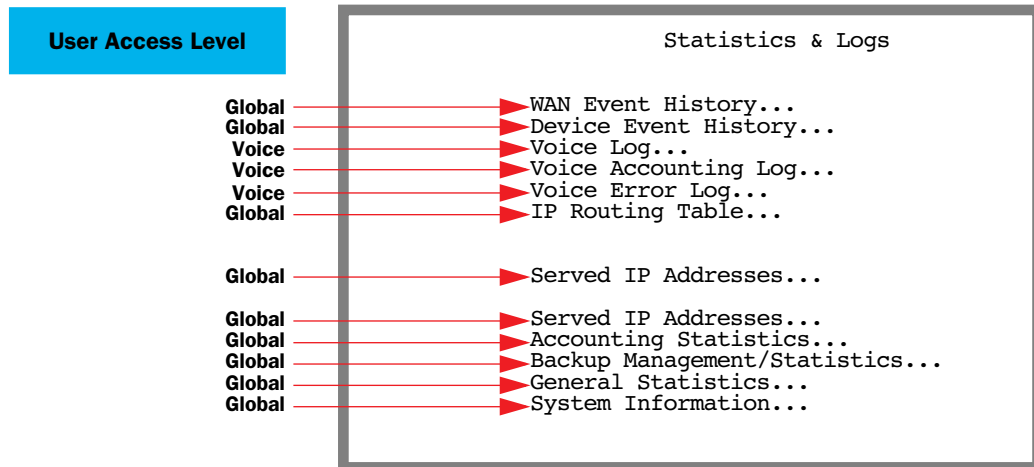 User Access Level Statistics & Logs
Global WAN Event History...
Global Device Event History...
Voice Voice Log...
Voice Voice Accounting Log...
Voice Voice Error Log...
Global IP Routing Table...
Global Served IP Addresses...
Global Served IP Addresses...
Global Accounting Statistics...
Global Backup Management/Statistics...
Global General Statistics...
Global System Information...